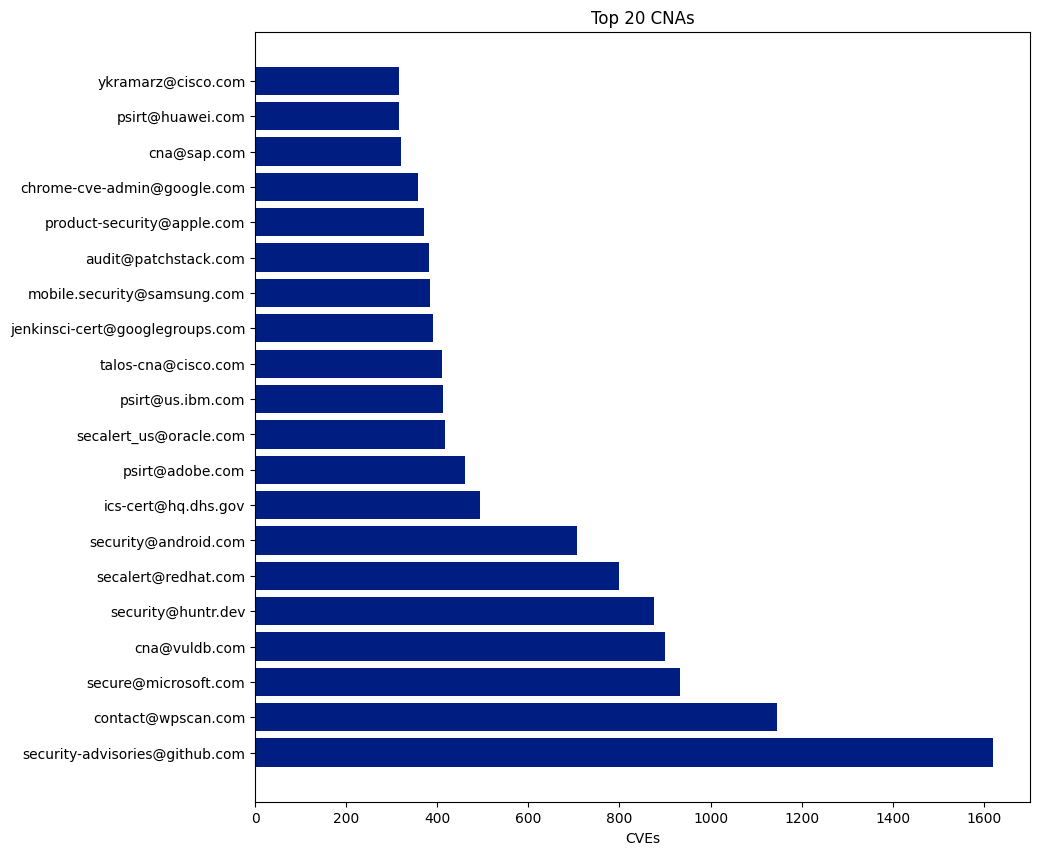 Top 20 CNAs
ykramarz@cisco.com
psirt@huawei.com
cna@sap.com
chrome-cve-admin@google.com
product-security@apple.com
audit@patchstack.com
mobile.security@samsung.com
jenkinsci-cert@googlegroups.com
talos-cna@cisco.com
psirt@us.ibm.com
secalert_us@oracle.com
psirt@adobe.com
ics-cert@hq.dhs.gov
security@android.com
secalert@redhat.com
security@huntr.dev
cna@vuldb.com
secure@microsoft.com
contact@wpscan.com
security-advisories@github.com
0 200 400 600 800 1000 1200 1400 1600
CVEs